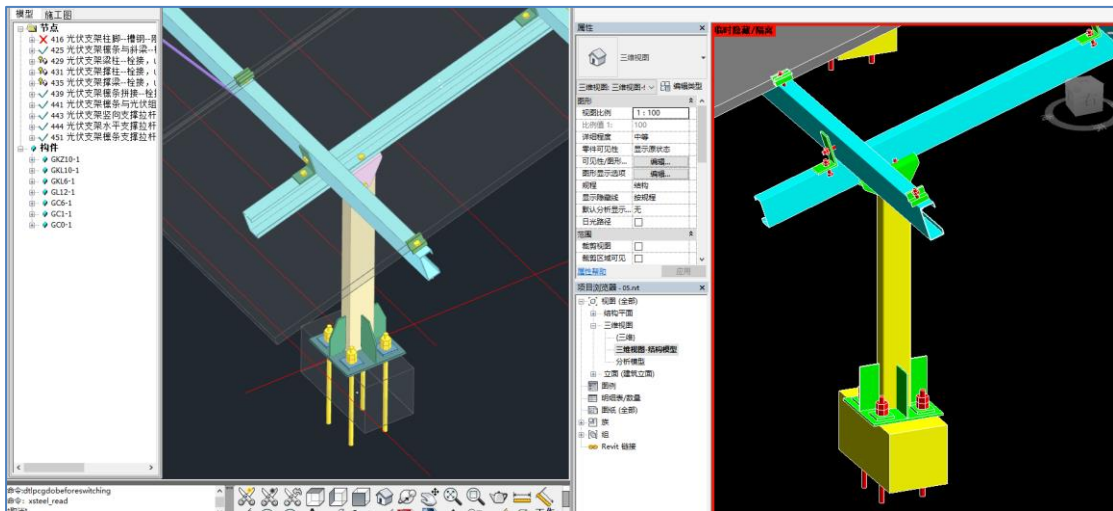 模型 施工图
节点
416 光伏支架柱脚--槽钢--刚
425 光伏支架檩条与斜梁--
429 光伏支架梁柱--栓接，
431 光伏支架撑柱--栓接，
435 光伏支架撑梁--栓接，
439 光伏支架檩条拼接--栓
441 光伏支架檩条与光伏组
443 光伏支架竖向支撑拉杆
444 光伏支架水平支撑拉杆
451 光伏支架檩条支撑拉杆
构件
GKZ10-1
GKL10-1
GKL6-1
GL12-1
GC6-1
GC1-1
GC0-1
命令:dtlpcgdobeforeswitching
命令: xsteel_read
属性
三维视图
三维视图: 三维视图-
编辑类型
图形
视图比例 1 : 100
比例值 1: 100
详细程度 中等
零件可见性 显示原状态
可见性/图形... 编辑...
图形显示选项 编辑...
规程 结构
显示隐藏线 按规程
默认分析显示... 无
日光路径
范围
裁剪视图
裁剪区域可见
属性帮助 应用
项目浏览器 - 05.rvt
视图 (全部)
结构平面
三维视图
{三维}
三维视图-结构模型
分析模型
立面 (建筑立面)
图例
明细表/数量
图纸 (全部)
族
组
Revit 链接
临时隐藏/隔离